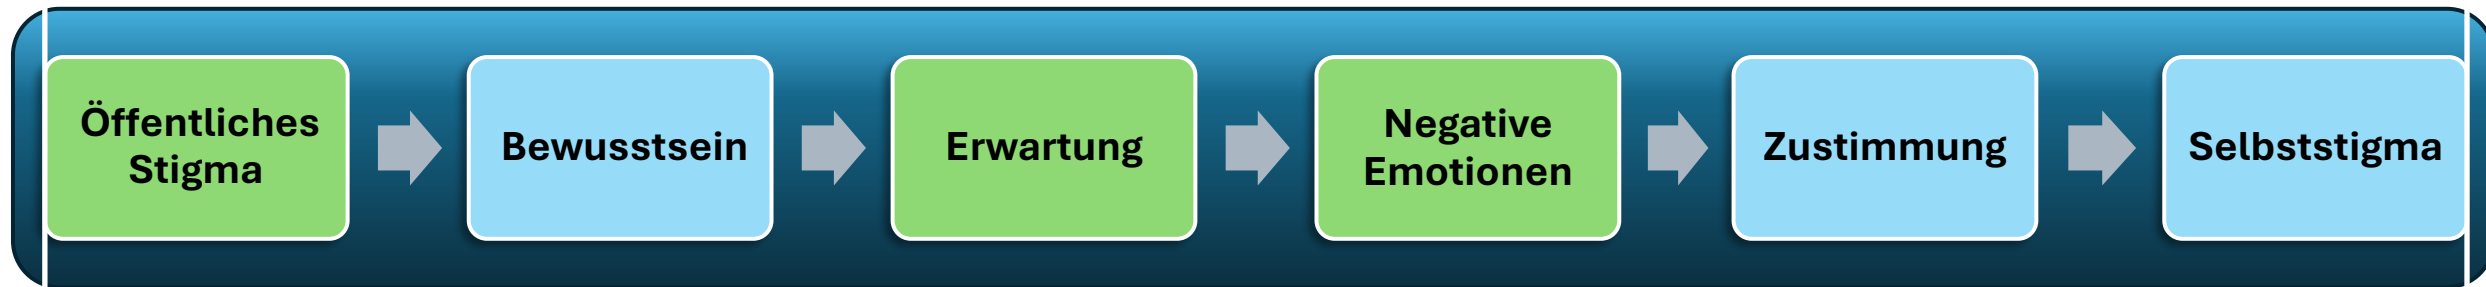 Öffentliches
Stigma
Bewusstsein
Erwartung
Negative
Emotionen
Zustimmung
Selbststigma